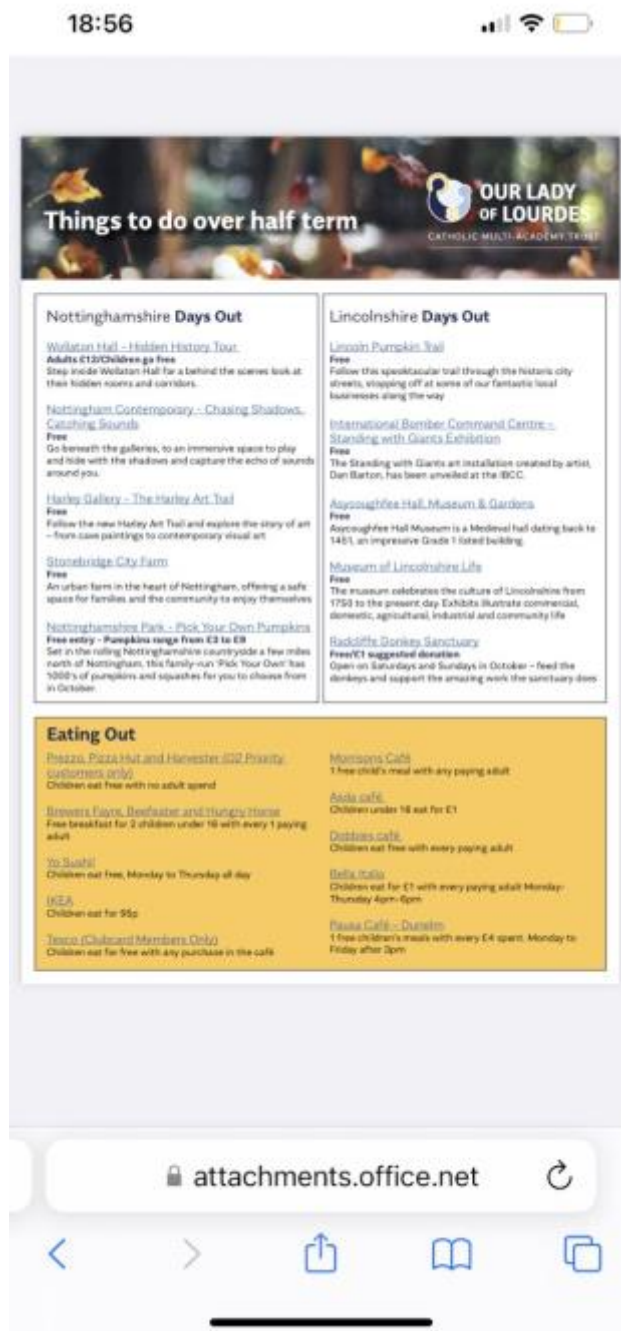 18:56
Things to do over half term
OUR LADY
OF LOURDES
CATHOLIC MULTI-ACADEMY TRUST
Nottinghamshire Days Out
Wollaton Hall - Hidden History Tour
Adults £12/Children go free
Step inside Wollaton Hall for a behind the scenes look at
their hidden rooms and corridors.
Nottingham Contemporary - Chasing Shadows,
Catching Sounds
Free
Go beneath the galleries, to an immersive space to play
and hide with the shadows and capture the echo of sounds
around you.
Harley Gallery - The Harley Art Trail
Free
Follow the new Harley Art Trail and explore the story of art
- from cave paintings to contemporary visual art
Stonebridge City Farm
Free
An urban farm in the heart of Nottingham, offering a safe
space for families and the community to enjoy themselves
Nottinghamshire Park - Pick Your Own Pumpkins
Free entry - Pumpkins range from £3 to £8
Set in the rolling Nottinghamshire countryside a few miles
north of Nottingham, this family-run 'Pick Your Own' has
1000's of pumpkins and squashes for you to choose from
in October.
Lincolnshire Days Out
Lincoln Pumpkin Trail
Free
Follow this spooktacular trail through the historic city
streets, stopping off at some of our fantastic local
businesses along the way
International Bomber Command Centre -
Standing with Giants Exhibition
Free
The Standing with Giants art installation created by artist,
Dan Barton, has been unveiled at the IBCC.
Asycoughfee Hall, Museum & Gardens
Free
Asycoughfee Hall Museum is a Medieval hall dating back to
1451, an impressive Grade 1 listed building.
Museum of Lincolnshire Life
Free
The museum celebrates the culture of Lincolnshire from
1750 to the present day. Exhibits illustrate commercial,
domestic, agricultural, industrial and community life
Radcliffe Donkey Sanctuary
Free/£1 suggested donation
Open on Saturdays and Sundays in October - feed the
donkeys and support the amazing work the sanctuary does
Eating Out
Prezzo, Pizza Hut and Harvester (O2 Priority
customers only)
Children eat free with no adult spend
Brewers Fayre, Beefeater and Hungry Horse
Free breakfast for 2 children under 16 with every 1 paying
adult
Yo Sushi!
Children eat free, Monday to Thursday all day
IKEA
Children eat for 95p
Tesco (Clubcard Members Only)
Children eat for free with any purchase in the café
Morrisons Café
1 free child's meal with any paying adult
Asda café
Children under 16 eat for £1
Dobbies café
Children eat free with every paying adult
Bella Italia
Children eat for £1 with every paying adult Monday-
Thursday 4pm-6pm
Pausa Café - Dunelm
1 free children's meals with every £4 spent. Monday to
Friday after 3pm
attachments.office.net